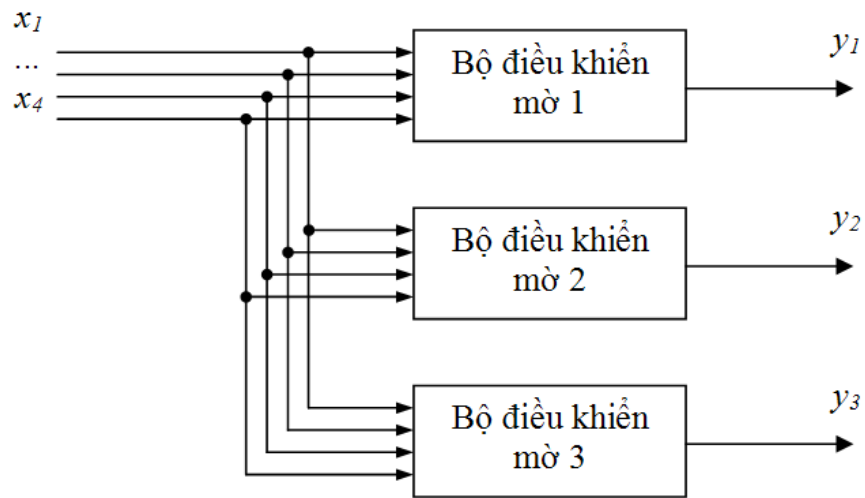 x1
...
x4
Bộ điều khiển
mờ 1
y1
Bộ điều khiển
mờ 2
y2
Bộ điều khiển
mờ 3
y3